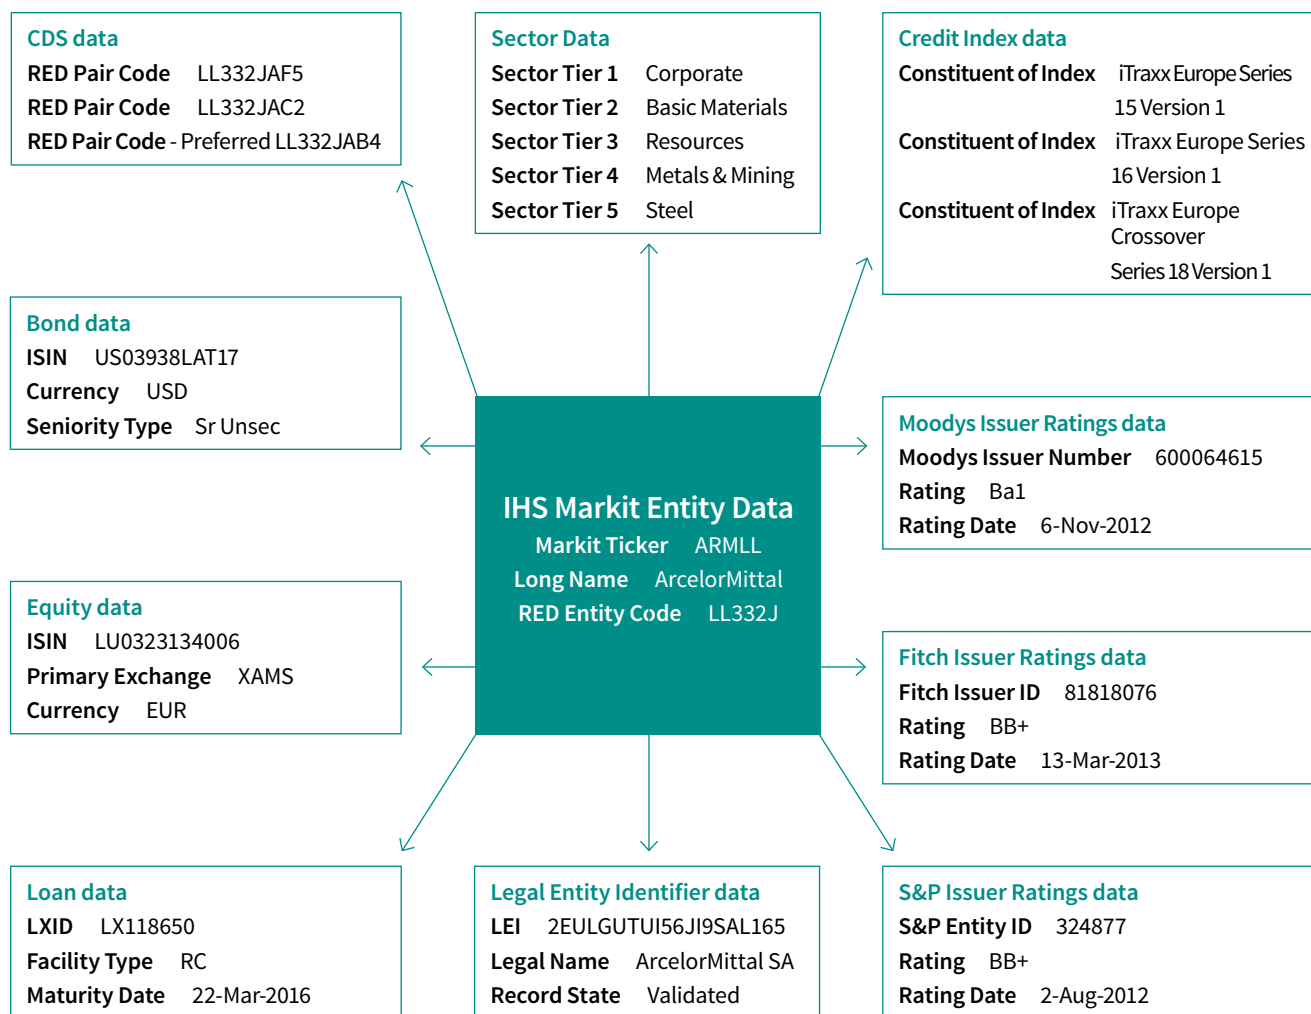 CDS data
RED Pair Code LL332JAF5
RED Pair Code LL332JAC2
RED Pair Code - Preferred LL332JAB4
Sector Data
Sector Tier 1 Corporate
Sector Tier 2 Basic Materials
Sector Tier 3 Resources
Sector Tier 4 Metals & Mining
Sector Tier 5 Steel
Credit Index data
Constituent of Index iTraxx Europe Series
15 Version 1
Constituent of Index iTraxx Europe Series
16 Version 1
Constituent of Index iTraxx Europe
Crossover
Series 18 Version 1
Bond data
ISIN US03938LAT17
Currency USD
Seniority Type Sr Unsec
IHS Markit Entity Data
Markit Ticker ARMLL
Long Name ArcelorMittal
RED Entity Code LL332J
Moodys Issuer Ratings data
Moodys Issuer Number 600064615
Rating Ba1
Rating Date 6-Nov-2012
Equity data
ISIN LU0323134006
Primary Exchange XAMS
Currency EUR
Fitch Issuer Ratings data
Fitch Issuer ID 81818076
Rating BB+
Rating Date 13-Mar-2013
Loan data
LXID LX118650
Facility Type RC
Maturity Date 22-Mar-2016
Legal Entity Identifier data
LEI 2EULGUTUI56JI9SAL165
Legal Name ArcelorMittal SA
Record State Validated
S&P Issuer Ratings data
S&P Entity ID 324877
Rating BB+
Rating Date 2-Aug-2012